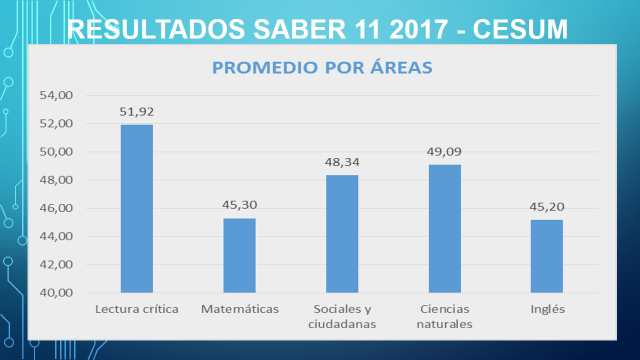 RESULTADOS SABER 11 2017 - CESUM
PROMEDIO POR ÁREAS
54,00
52,00
50,00
48,00
46,00
44,00
42,00
40,00
51,92
45,30
48,34
49,09
45,20
Lectura crítica
Matemáticas
Sociales y
ciudadanas
Ciencias
naturales
Inglés